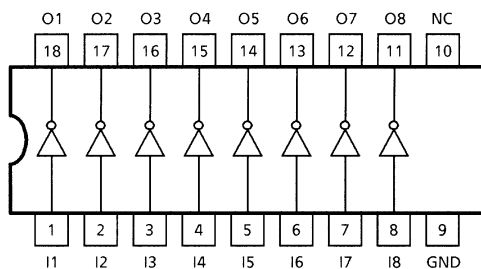 O1 O2 O3 O4 O5 O6 O7 O8 NC
18 17 16 15 14 13 12 11 10
1 2 3 4 5 6 7 8 9
I1 I2 I3 I4 I5 I6 I7 I8 GND